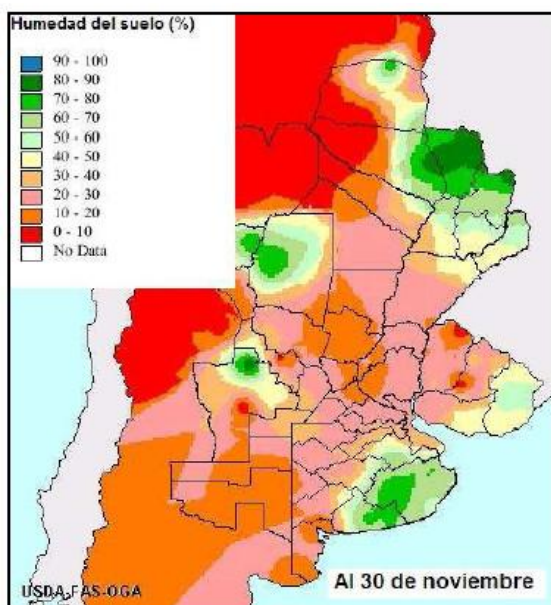 Humedad del suelo (%)
90 - 100
80 - 90
70 - 80
60 - 70
50 - 60
40 - 50
30 - 40
20 - 30
10 - 20
0 - 10
No Data
USDA-FAS-OGA
Al 30 de noviembre